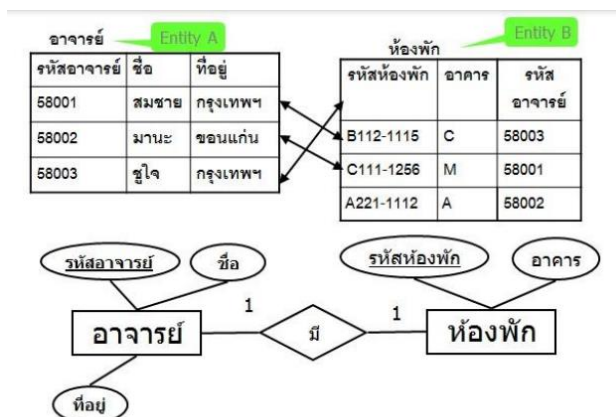 อาจารย์ Entity A
รหัสอาจารย์ ชื่อ ที่อยู่
58001 สมชาย กรุงเทพฯ
58002 มานะ ขอนแก่น
58003 ชูใจ กรุงเทพฯ
ห้องพัก Entity B
รหัสห้องพัก อาคาร รหัส
อาจารย์
B112-1115 C 58003
C111-1256 M 58001
A221-1112 A 58002
รหัสอาจารย์ ชื่อ รหัสห้องพัก อาคาร
อาจารย์ 1 มี 1 ห้องพัก
ที่อยู่